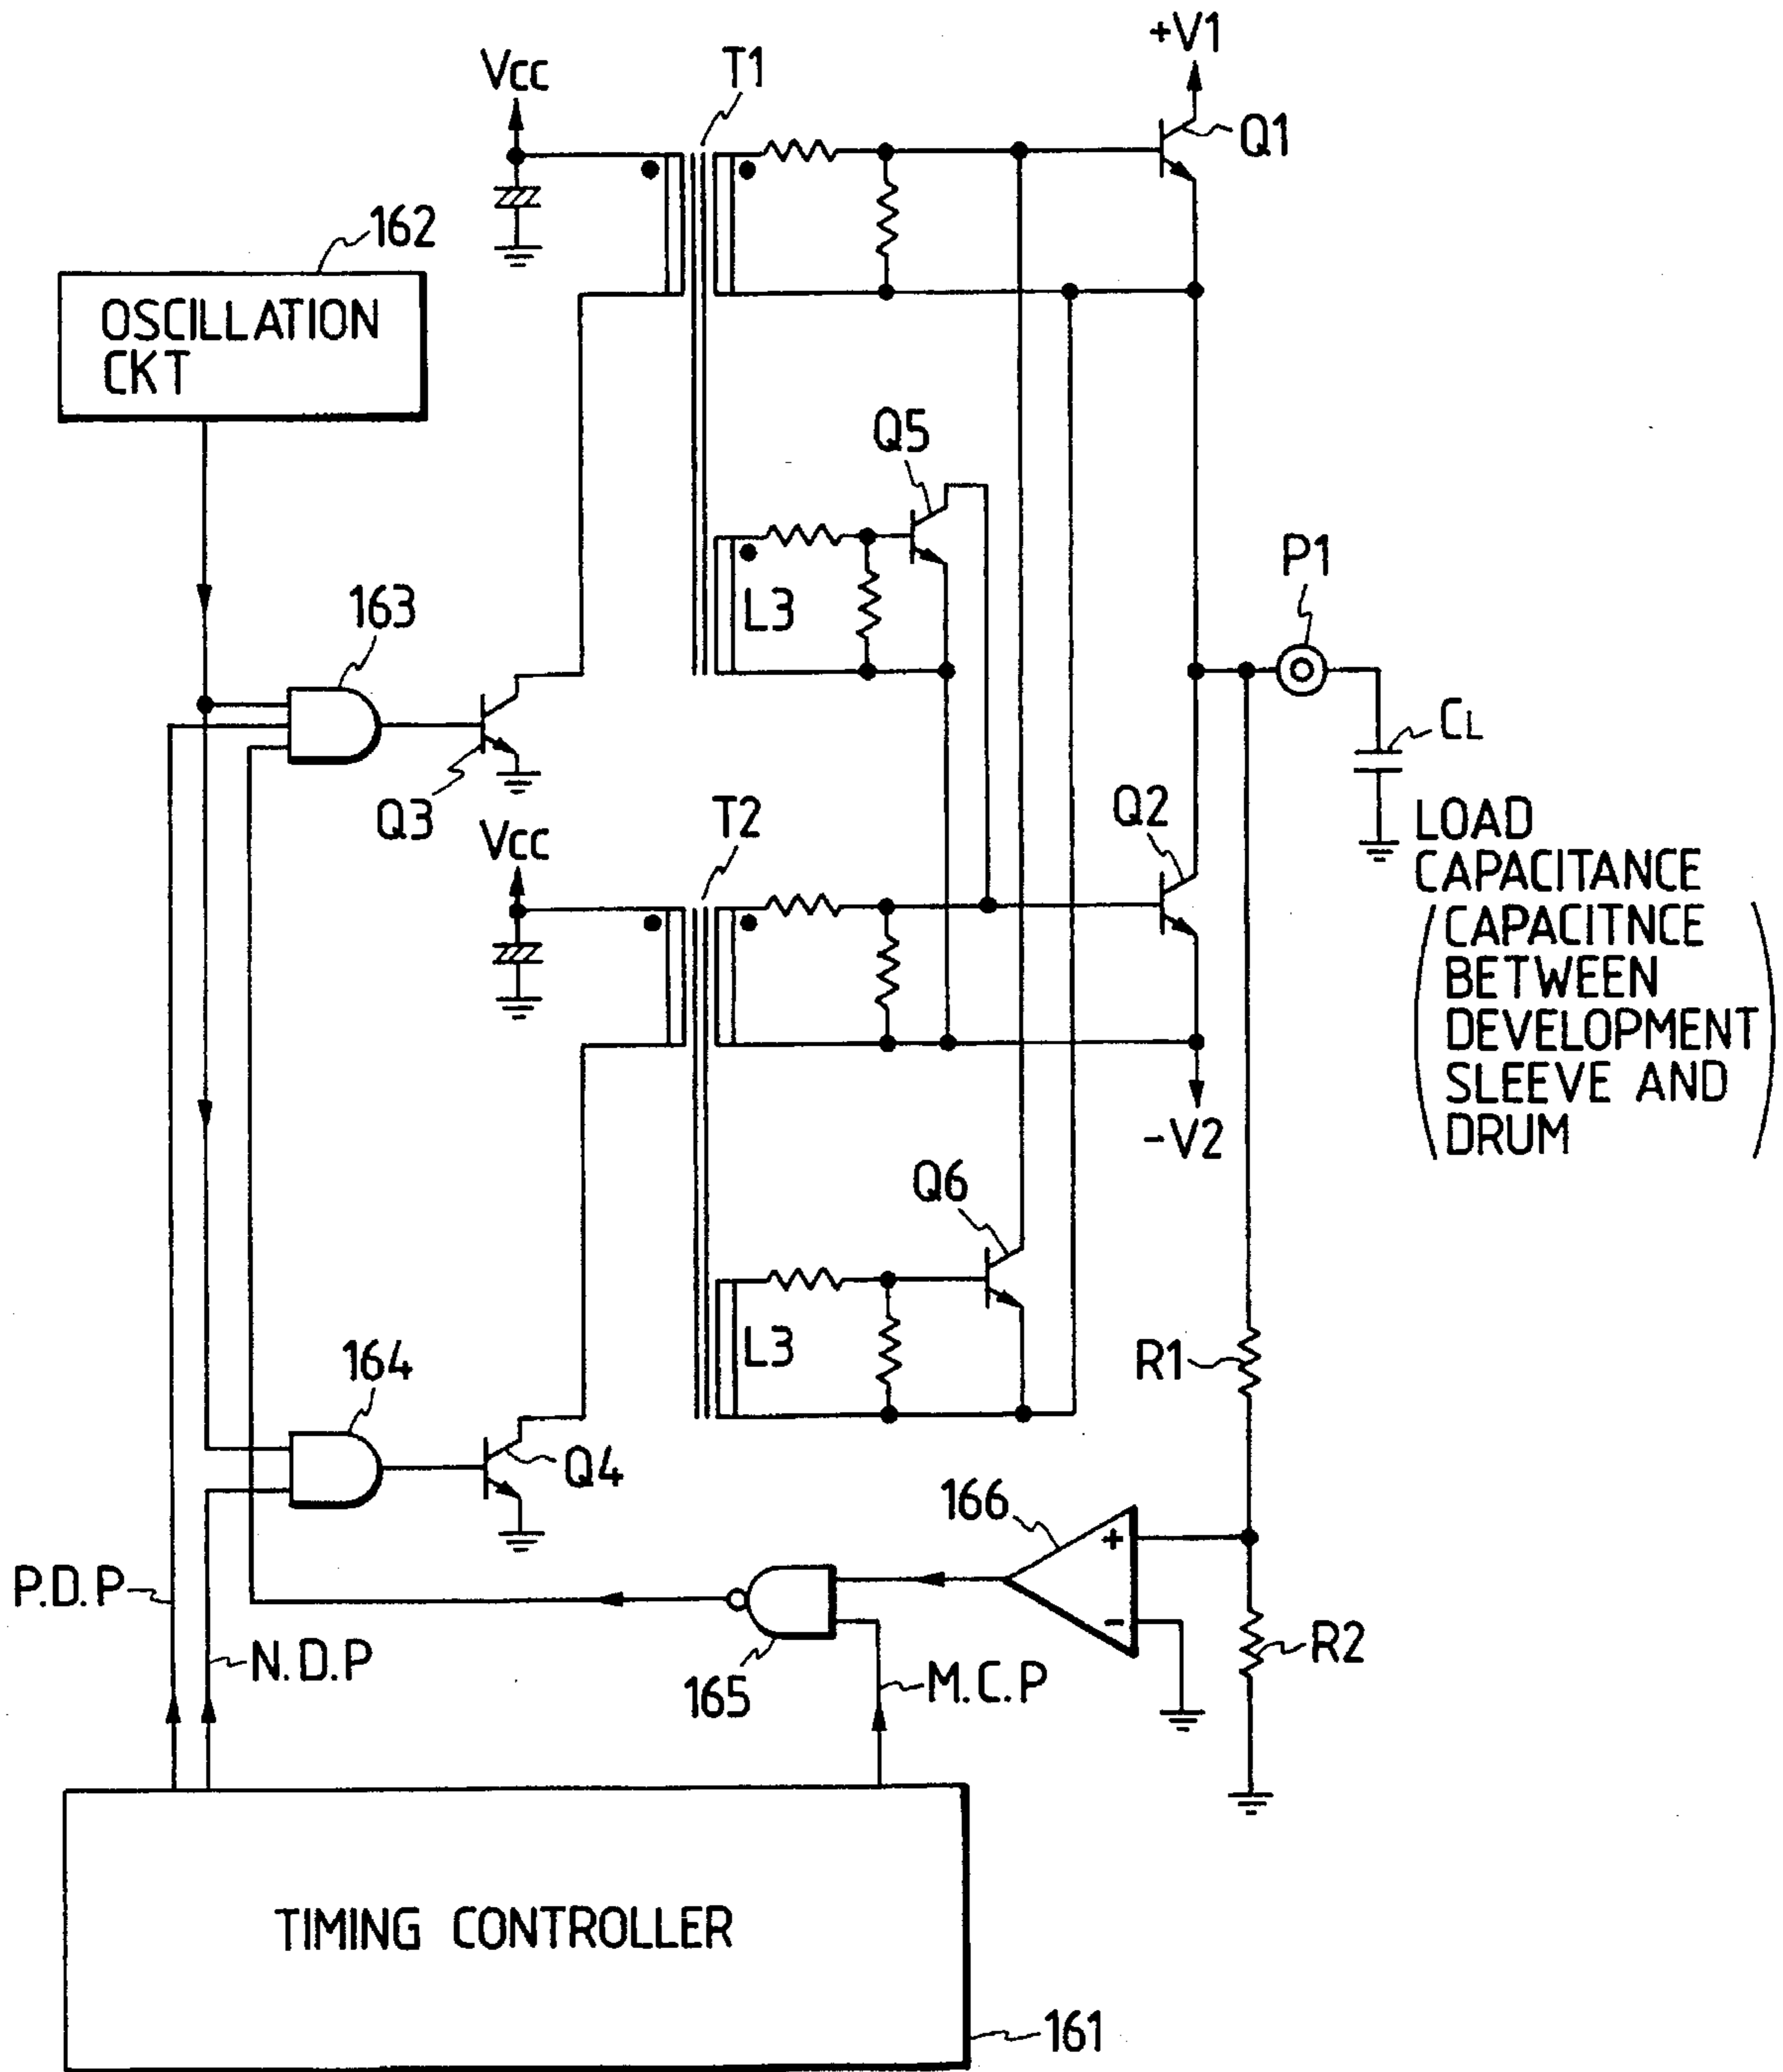 +V1
Vcc
T1
Q1
162
OSCILLATION
CKT
Q5
P1
L3
163
CL
Q3
T2
Q2
Vcc
LOAD
CAPACITANCE
(CAPACITNCE
BETWEEN
DEVELOPMENT
SLEEVE AND
DRUM)
-V2
Q6
R1
L3
164
Q4
166
+
-
P.D.P
N.D.P
165
M.C.P
R2
TIMING CONTROLLER
161